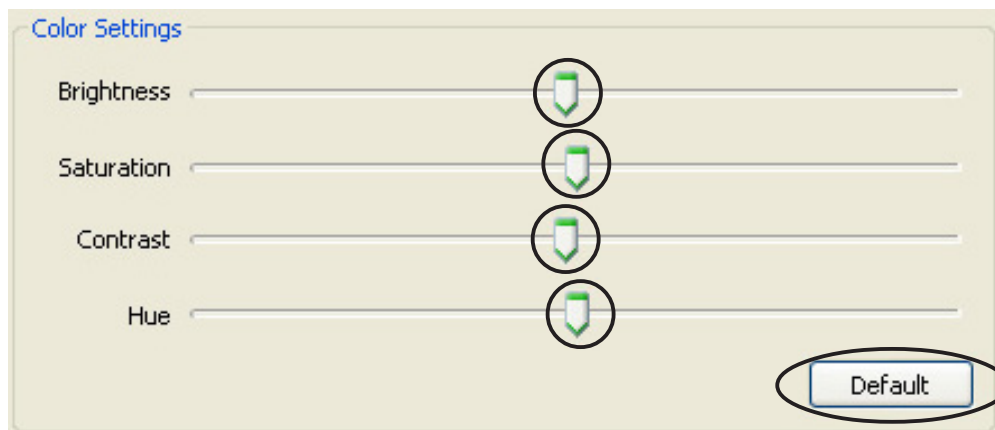 Color Settings
Brightness
Saturation
Contrast
Hue
Default